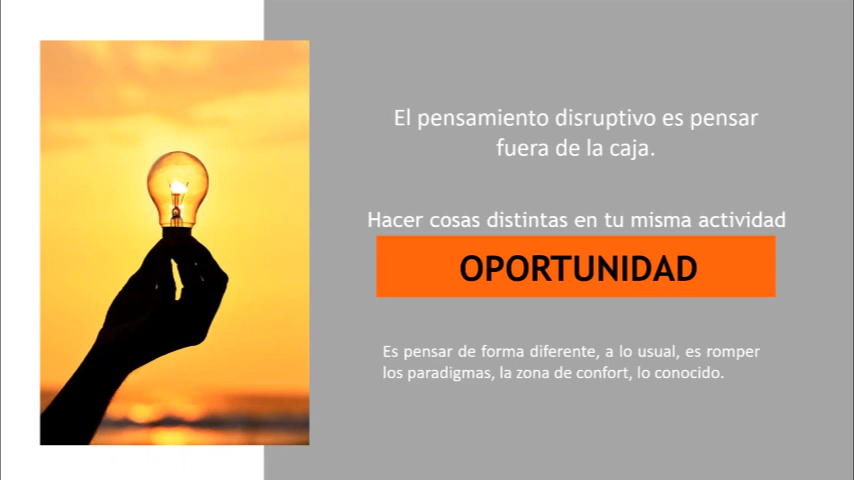 El pensamiento disruptivo es pensar
fuera de la caja.
Hacer cosas distintas en tu misma actividad
OPORTUNIDAD
Es pensar de forma diferente, a lo usual, es romper
los paradigmas, la zona de confort, lo conocido.